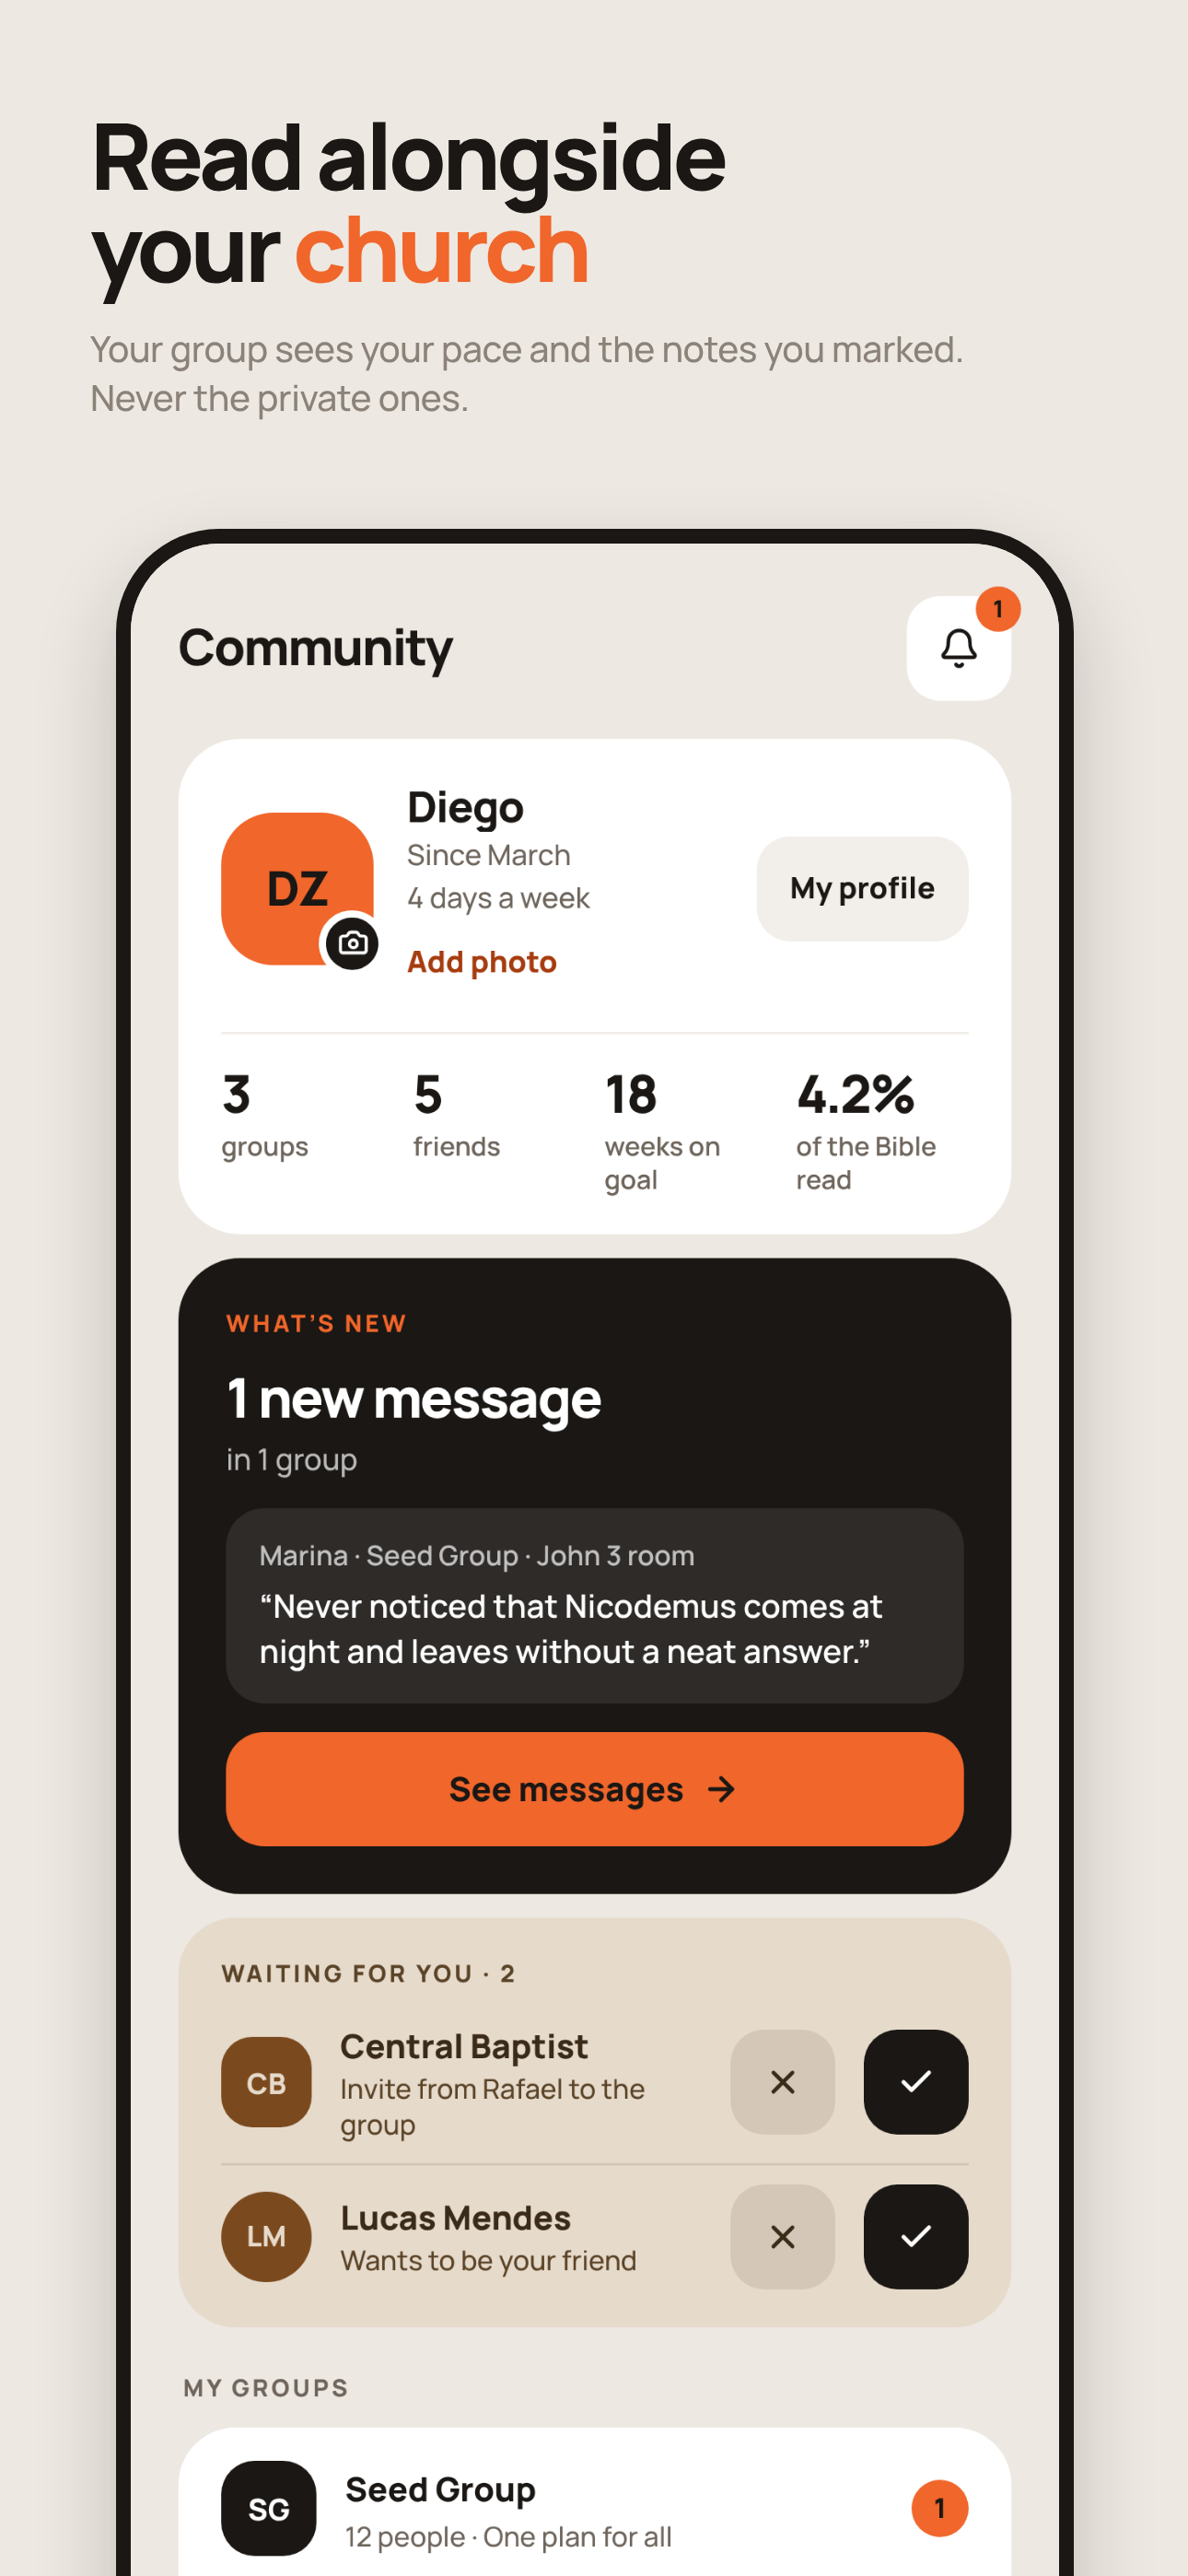 Read alongside
your church
Your group sees your pace and the notes you marked.
Never the private ones.
Community
1
DZ
Diego
Since March
4 days a week
Add photo
My profile
3
groups
5
friends
18
weeks on
goal
4.2%
of the Bible
read
WHAT’S NEW
1 new message
in 1 group
Marina · Seed Group · John 3 room
“Never noticed that Nicodemus comes at
night and leaves without a neat answer.”
See messages →
WAITING FOR YOU · 2
CB
Central Baptist
Invite from Rafael to the
group
LM
Lucas Mendes
Wants to be your friend
MY GROUPS
SG
Seed Group
12 people · One plan for all
1